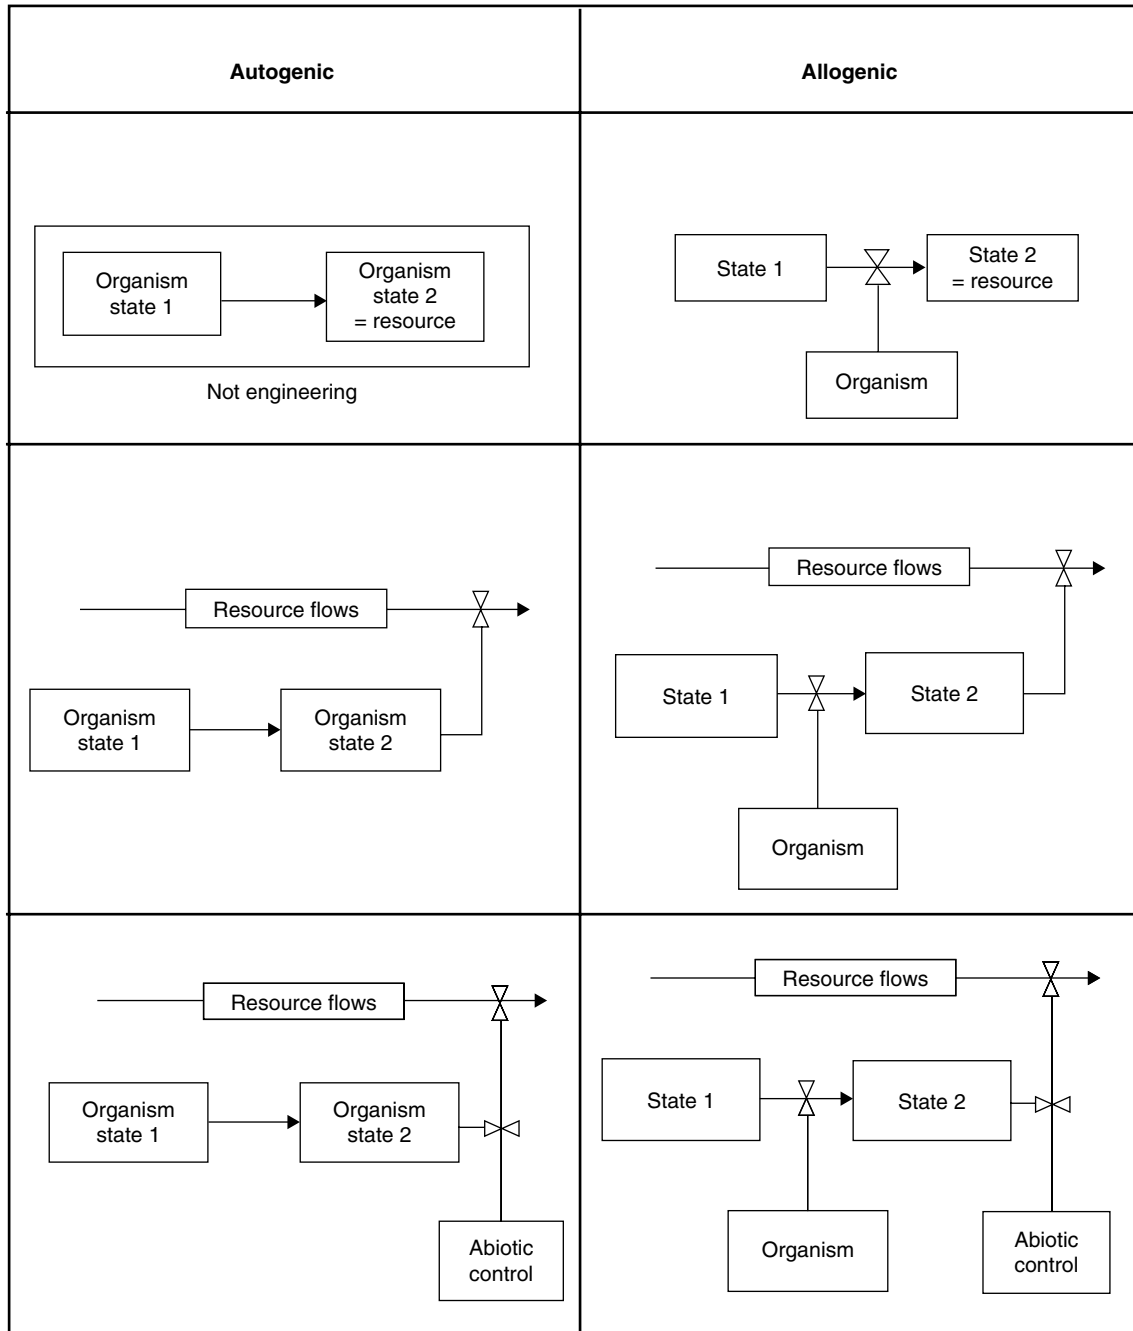 Autogenic
Allogenic
Organism
state 1
Organism
state 2
= resource
Not engineering
State 1
State 2
= resource
Organism
Resource flows
Organism
state 1
Organism
state 2
Resource flows
State 1
State 2
Organism
Resource flows
Organism
state 1
Organism
state 2
Abiotic
control
Resource flows
State 1
State 2
Organism
Abiotic
control